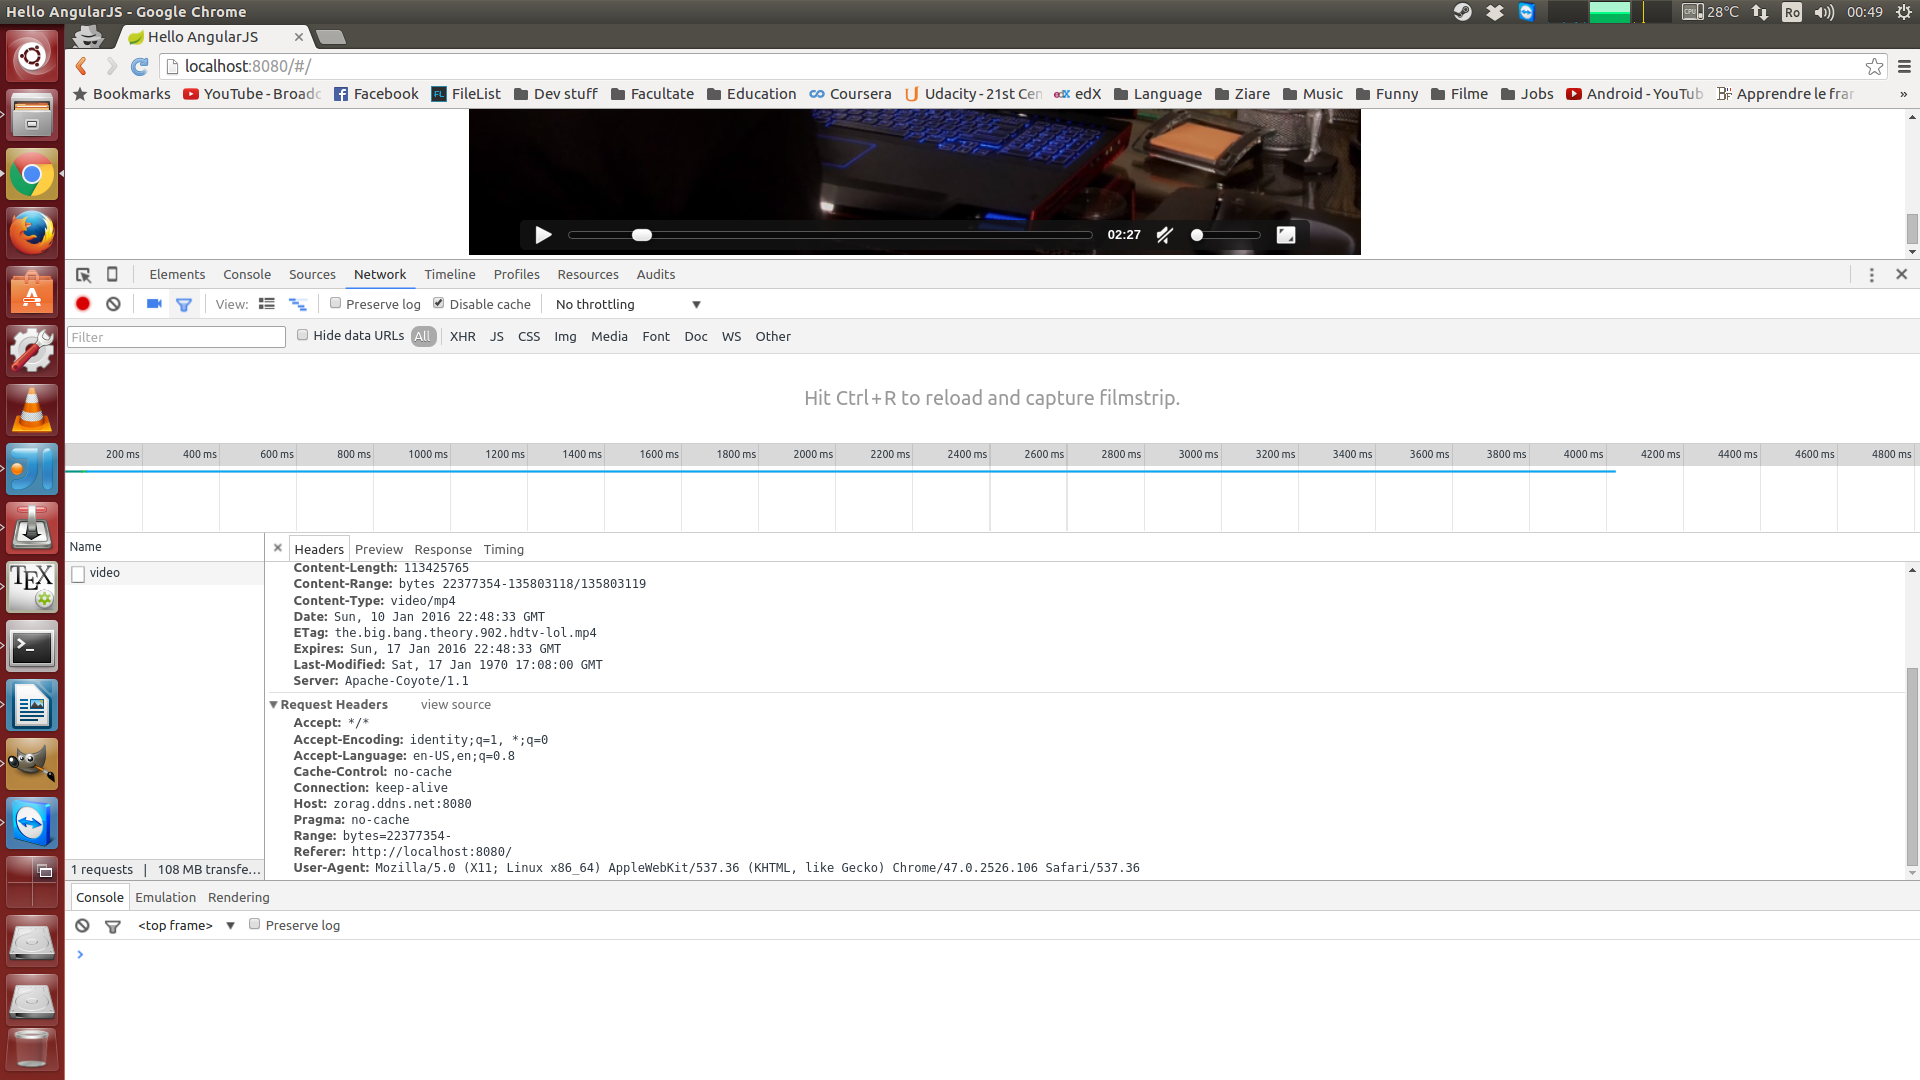 Hello AngularJS - Google Chrome
28°C Ro 00:49
Hello AngularJS
localhost:8080/#/
Bookmarks YouTube - Broadc Facebook FileList Dev stuff Facultate Education Coursera Udacity - 21st Cen edX Language Ziare Music Funny Filme Jobs Android - YouTub Apprendre le frar »
02:27
Elements Console Sources Network Timeline Profiles Resources Audits
View: Preserve log Disable cache No throttling
Filter Hide data URLs All XHR JS CSS Img Media Font Doc WS Other
Hit Ctrl+R to reload and capture filmstrip.
200 ms 400 ms 600 ms 800 ms 1000 ms 1200 ms 1400 ms 1600 ms 1800 ms 2000 ms 2200 ms 2400 ms 2600 ms 2800 ms 3000 ms 3200 ms 3400 ms 3600 ms 3800 ms 4000 ms 4200 ms 4400 ms 4600 ms 4800 ms
Name
video
1 requests | 108 MB transfe...
Headers Preview Response Timing
Content-Length: 113425765
Content-Range: bytes 22377354-135803118/135803119
Content-Type: video/mp4
Date: Sun, 10 Jan 2016 22:48:33 GMT
ETag: the.big.bang.theory.902.hdtv-lol.mp4
Expires: Sun, 17 Jan 2016 22:48:33 GMT
Last-Modified: Sat, 17 Jan 1970 17:08:00 GMT
Server: Apache-Coyote/1.1
Request Headers view source
Accept: */*
Accept-Encoding: identity;q=1, *;q=0
Accept-Language: en-US,en;q=0.8
Cache-Control: no-cache
Connection: keep-alive
Host: zorag.ddns.net:8080
Pragma: no-cache
Range: bytes=22377354-
Referer: http://localhost:8080/
User-Agent: Mozilla/5.0 (X11; Linux x86_64) AppleWebKit/537.36 (KHTML, like Gecko) Chrome/47.0.2526.106 Safari/537.36
Console Emulation Rendering
<top frame> Preserve log
TEX